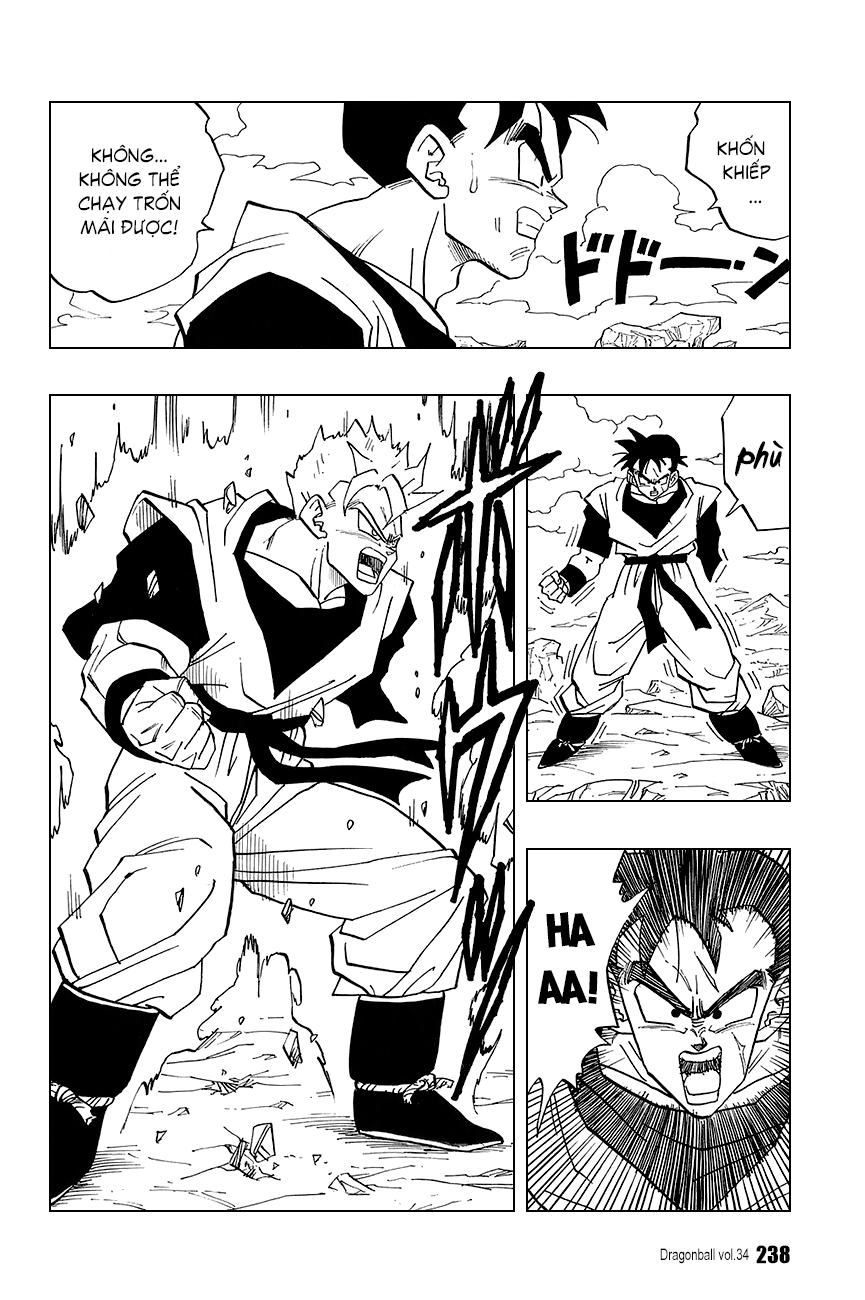 KHỐN
KHIẾP
...
KHÔNG...
KHÔNG THỂ
CHẠY TRỐN
MÃI ĐƯỢC!
ドドーン
phù
HA
AA!
Dragonball vol.34 238